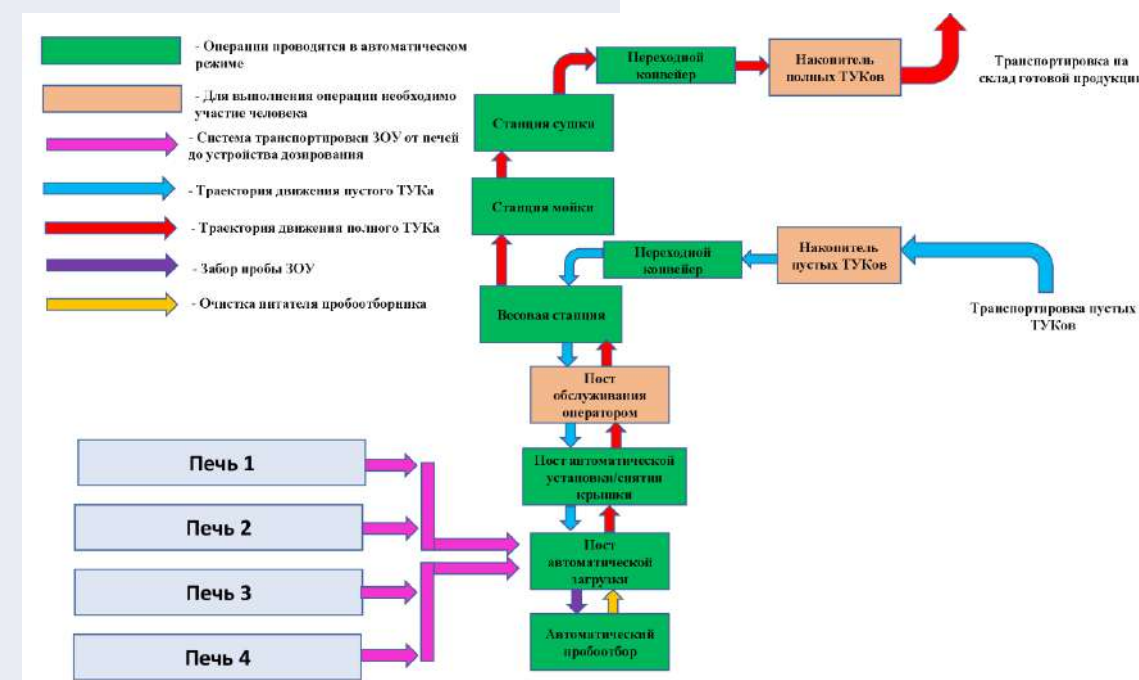 - Операции проводятся в автоматическом
режиме
- Для выполнения операции необходимо
участие человека
- Система транспортировки ЗОУ от печей
до устройства дозирования
- Траектория движения пустого ТУКа
- Траектория движения полного ТУКа
- Забор пробы ЗОУ
- Очистка питателя пробоотборника
Переходной
конвейер
Накопитель
полных ТУКов
Транспортировка на
склад готовой продукции
Станция сушки
Станция мойки
Переходной
конвейер
Накопитель
пустых ТУКов
Транспортировка пустых
ТУКов
Весовая станция
Пост
обслуживания
оператором
Пост автоматической
установки/снятия
крышки
Пост
автоматической
загрузки
Автоматический
пробоотбор
Печь 1
Печь 2
Печь 3
Печь 4